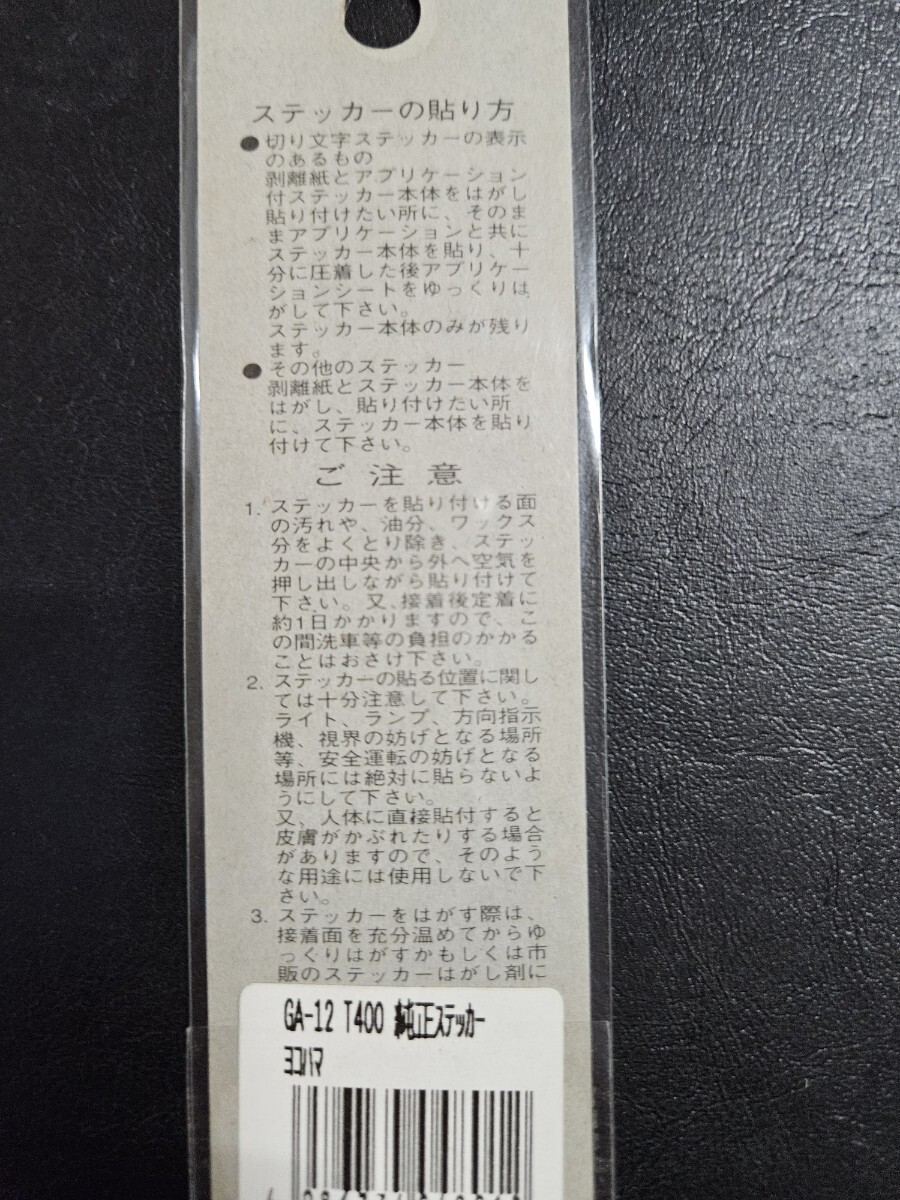 ステッカーの貼り方
●切り文字ステッカーの表示
のあるもの
剥離紙とアプリケーション
付ステッカー本体をはがし
貼り付けたい所に、そのま
まアプリケーションと共に
ステッカー本体を貼り、十
分に圧着した後アプリケー
ションシートをゆっくりは
がして下さい。
ステッカー本体のみが残り
ます。
●その他のステッカー
剥離紙とステッカー本体を
はがし、貼り付けたい所
に、ステッカー本体を貼り
付けて下さい。
ご注意
1. ステッカーを貼り付ける面
の汚れや、油分、ワックス
分をよくとり除き、ステッ
カーの中央から外へ空気を
押し出しながら貼り付けて
下さい。又、接着後定着に
約1日かかりますので、こ
の間洗車等の負担のかかる
ことはおさけ下さい。
2. ステッカーの貼る位置に関し
ては十分注意して下さい。
ライト、ランプ、方向指示
機、視界の妨げとなる場所
等、安全運転の妨げとなる
場所には絶対に貼らないよ
うにして下さい。
又、人体に直接貼付すると
皮膚がかぶれたりする場合
がありますので、そのよう
な用途には使用しないで下
さい。
3. ステッカーをはがす際は、
接着面を充分温めてからゆ
っくりはがすかもしくは市
販のステッカーはがし剤に
GA-12 T400 純正ステッカー
ヨコハマ